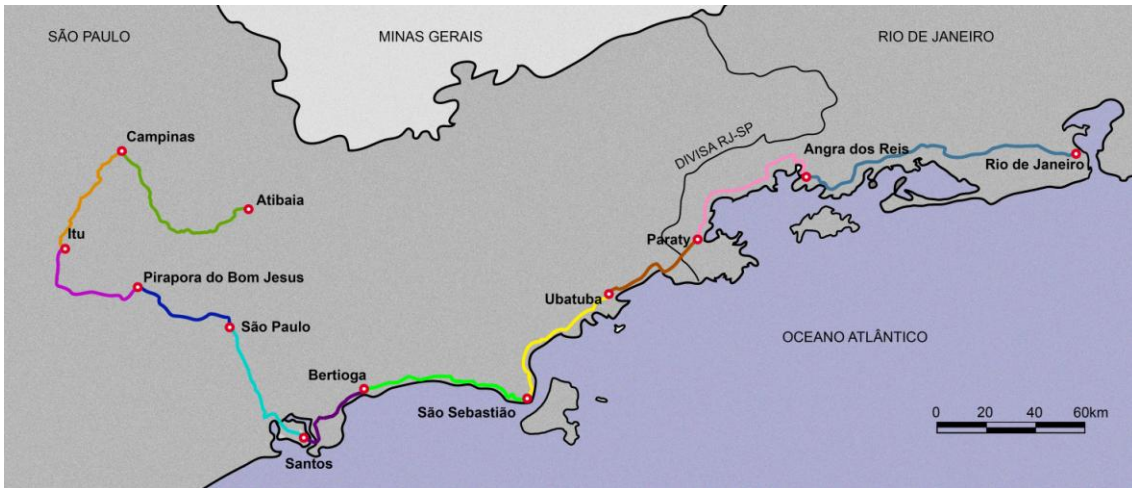 SÃO PAULO
MINAS GERAIS
RIO DE JANEIRO
Campinas
DIVISA RJ-SP
Angra dos Reis
Rio de Janeiro
Atibaia
Itu
Paraty
Pirapora do Bom Jesus
Ubatuba
São Paulo
OCEANO ATLÂNTICO
Bertioga
São Sebastião
0 20 40 60km
Santos